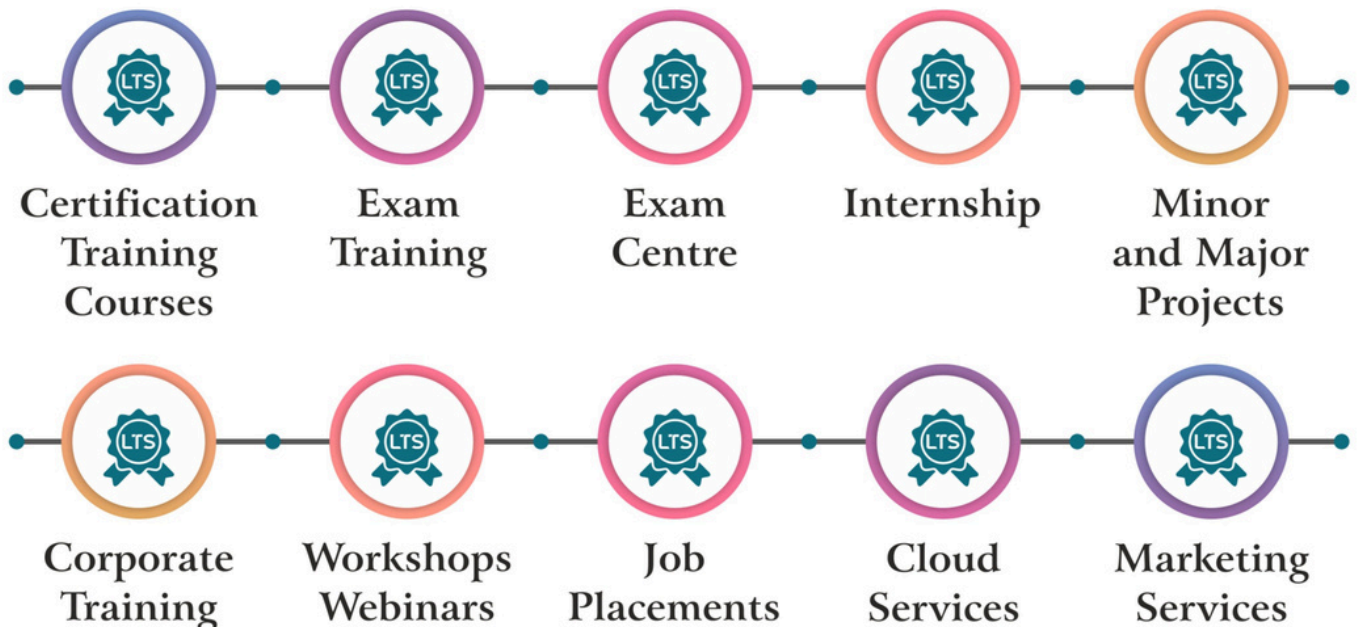 LTS
LTS
LTS
LTS
LTS
Certification
Training
Courses
Exam
Training
Exam
Centre
Internship
Minor
and Major
Projects
LTS
LTS
LTS
LTS
LTS
Corporate
Training
Workshops
Webinars
Job
Placements
Cloud
Services
Marketing
Services